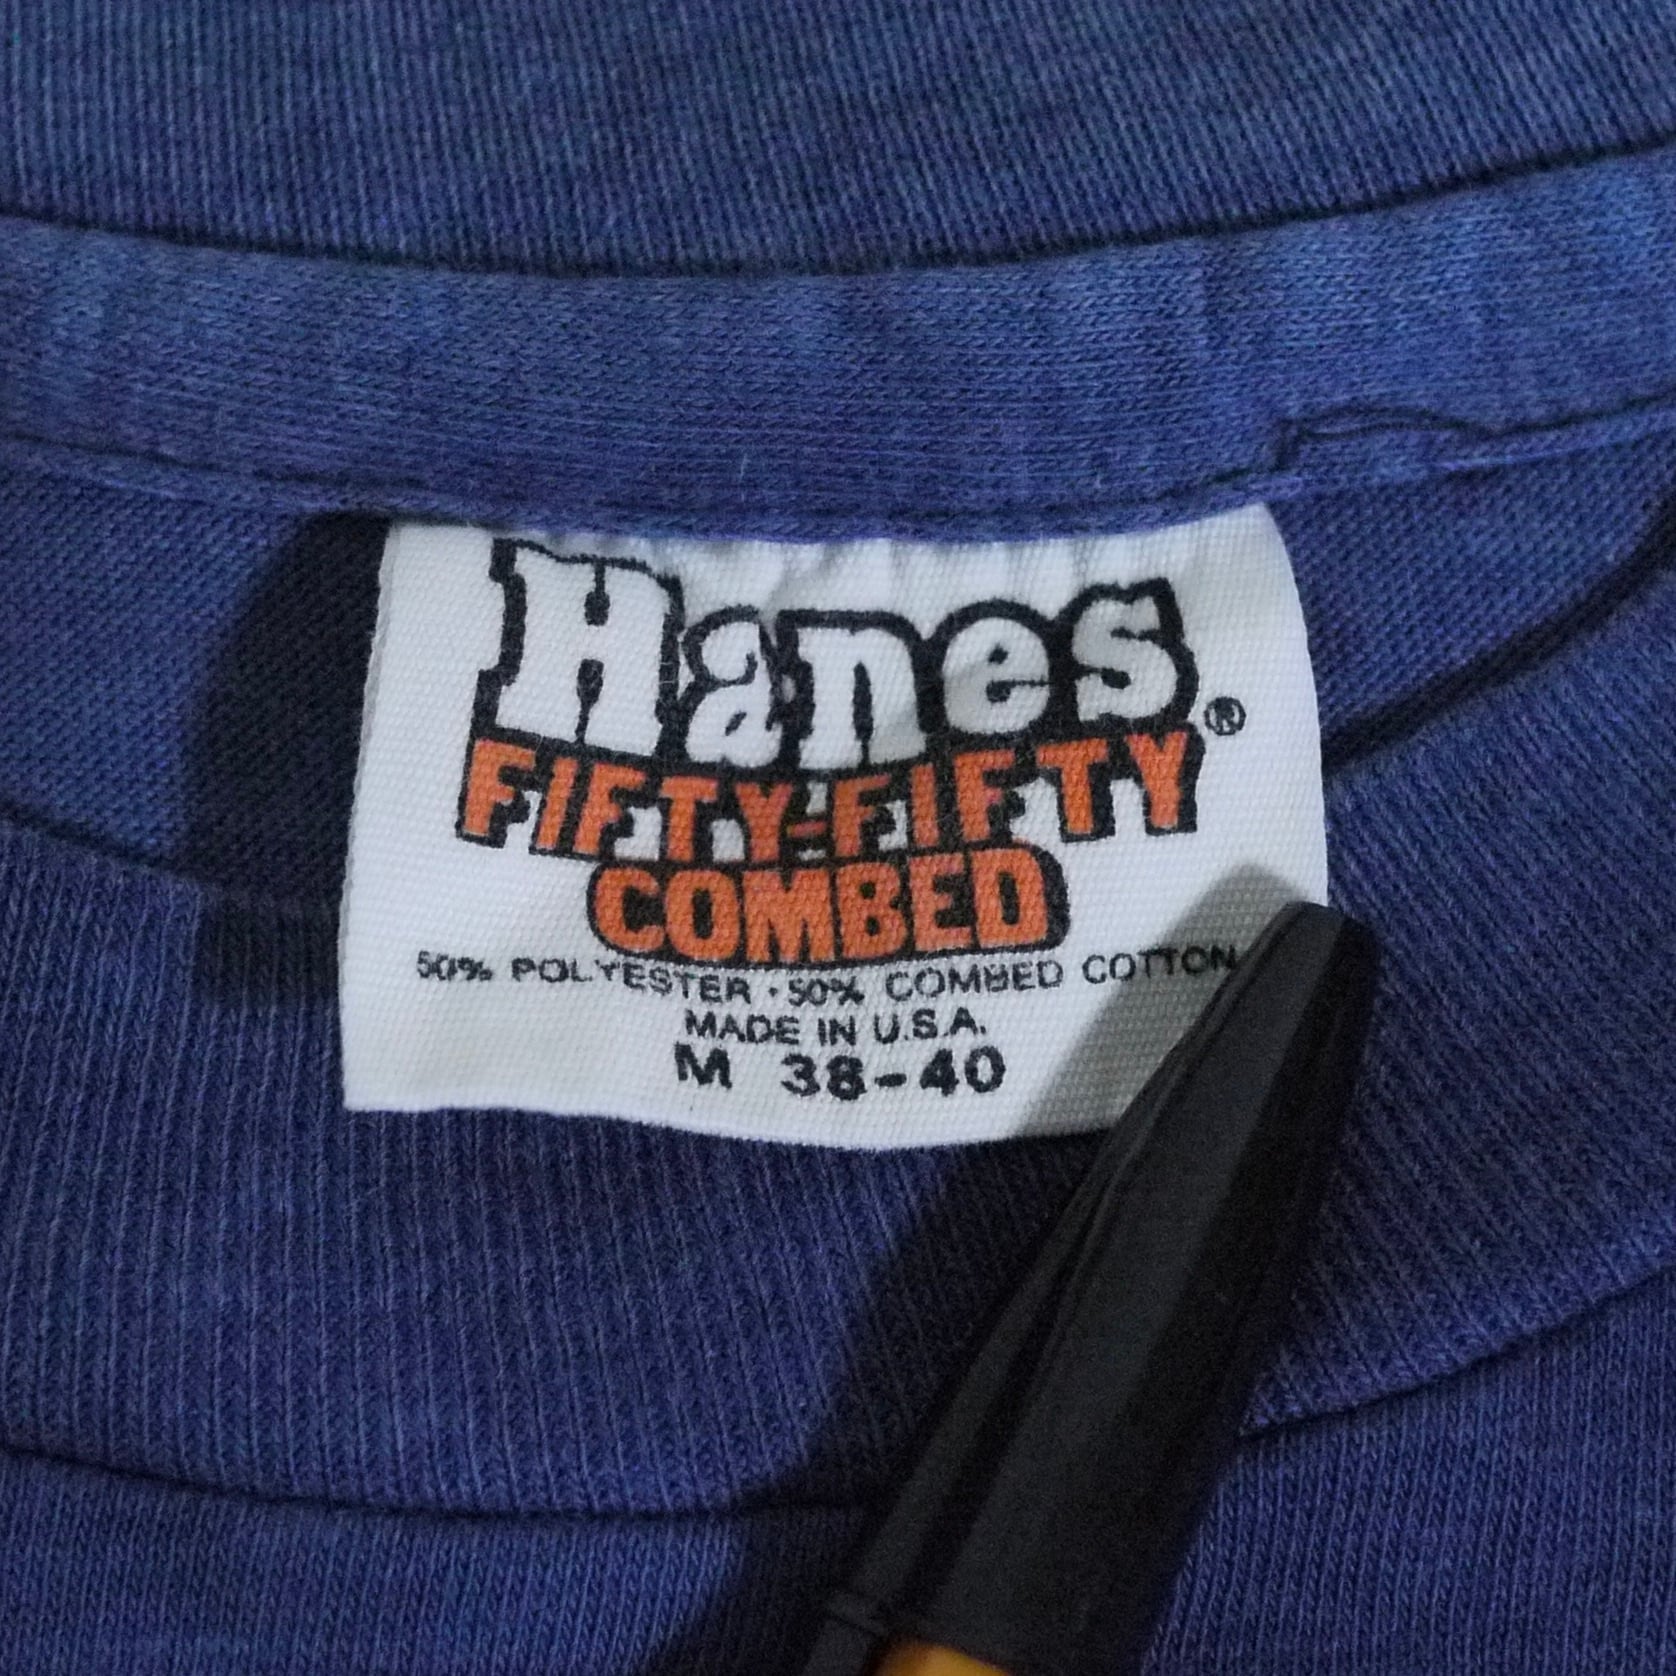 Hanes®
FIFTY-FIFTY
COMBED
50% POLYESTER · 50% COMBED COTTON
MADE IN U.S.A.
M 38-40